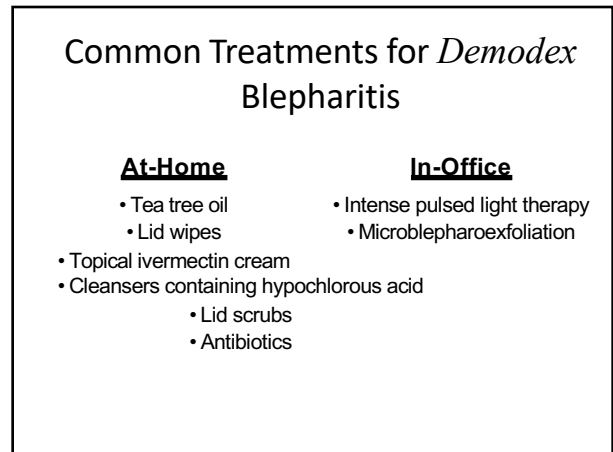 Common Treatments for Demodex
Blepharitis
At-Home
• Tea tree oil
• Lid wipes
• Topical ivermectin cream
• Cleansers containing hypochlorous acid
• Lid scrubs
• Antibiotics
In-Office
• Intense pulsed light therapy
• Microblepharoexfoliation